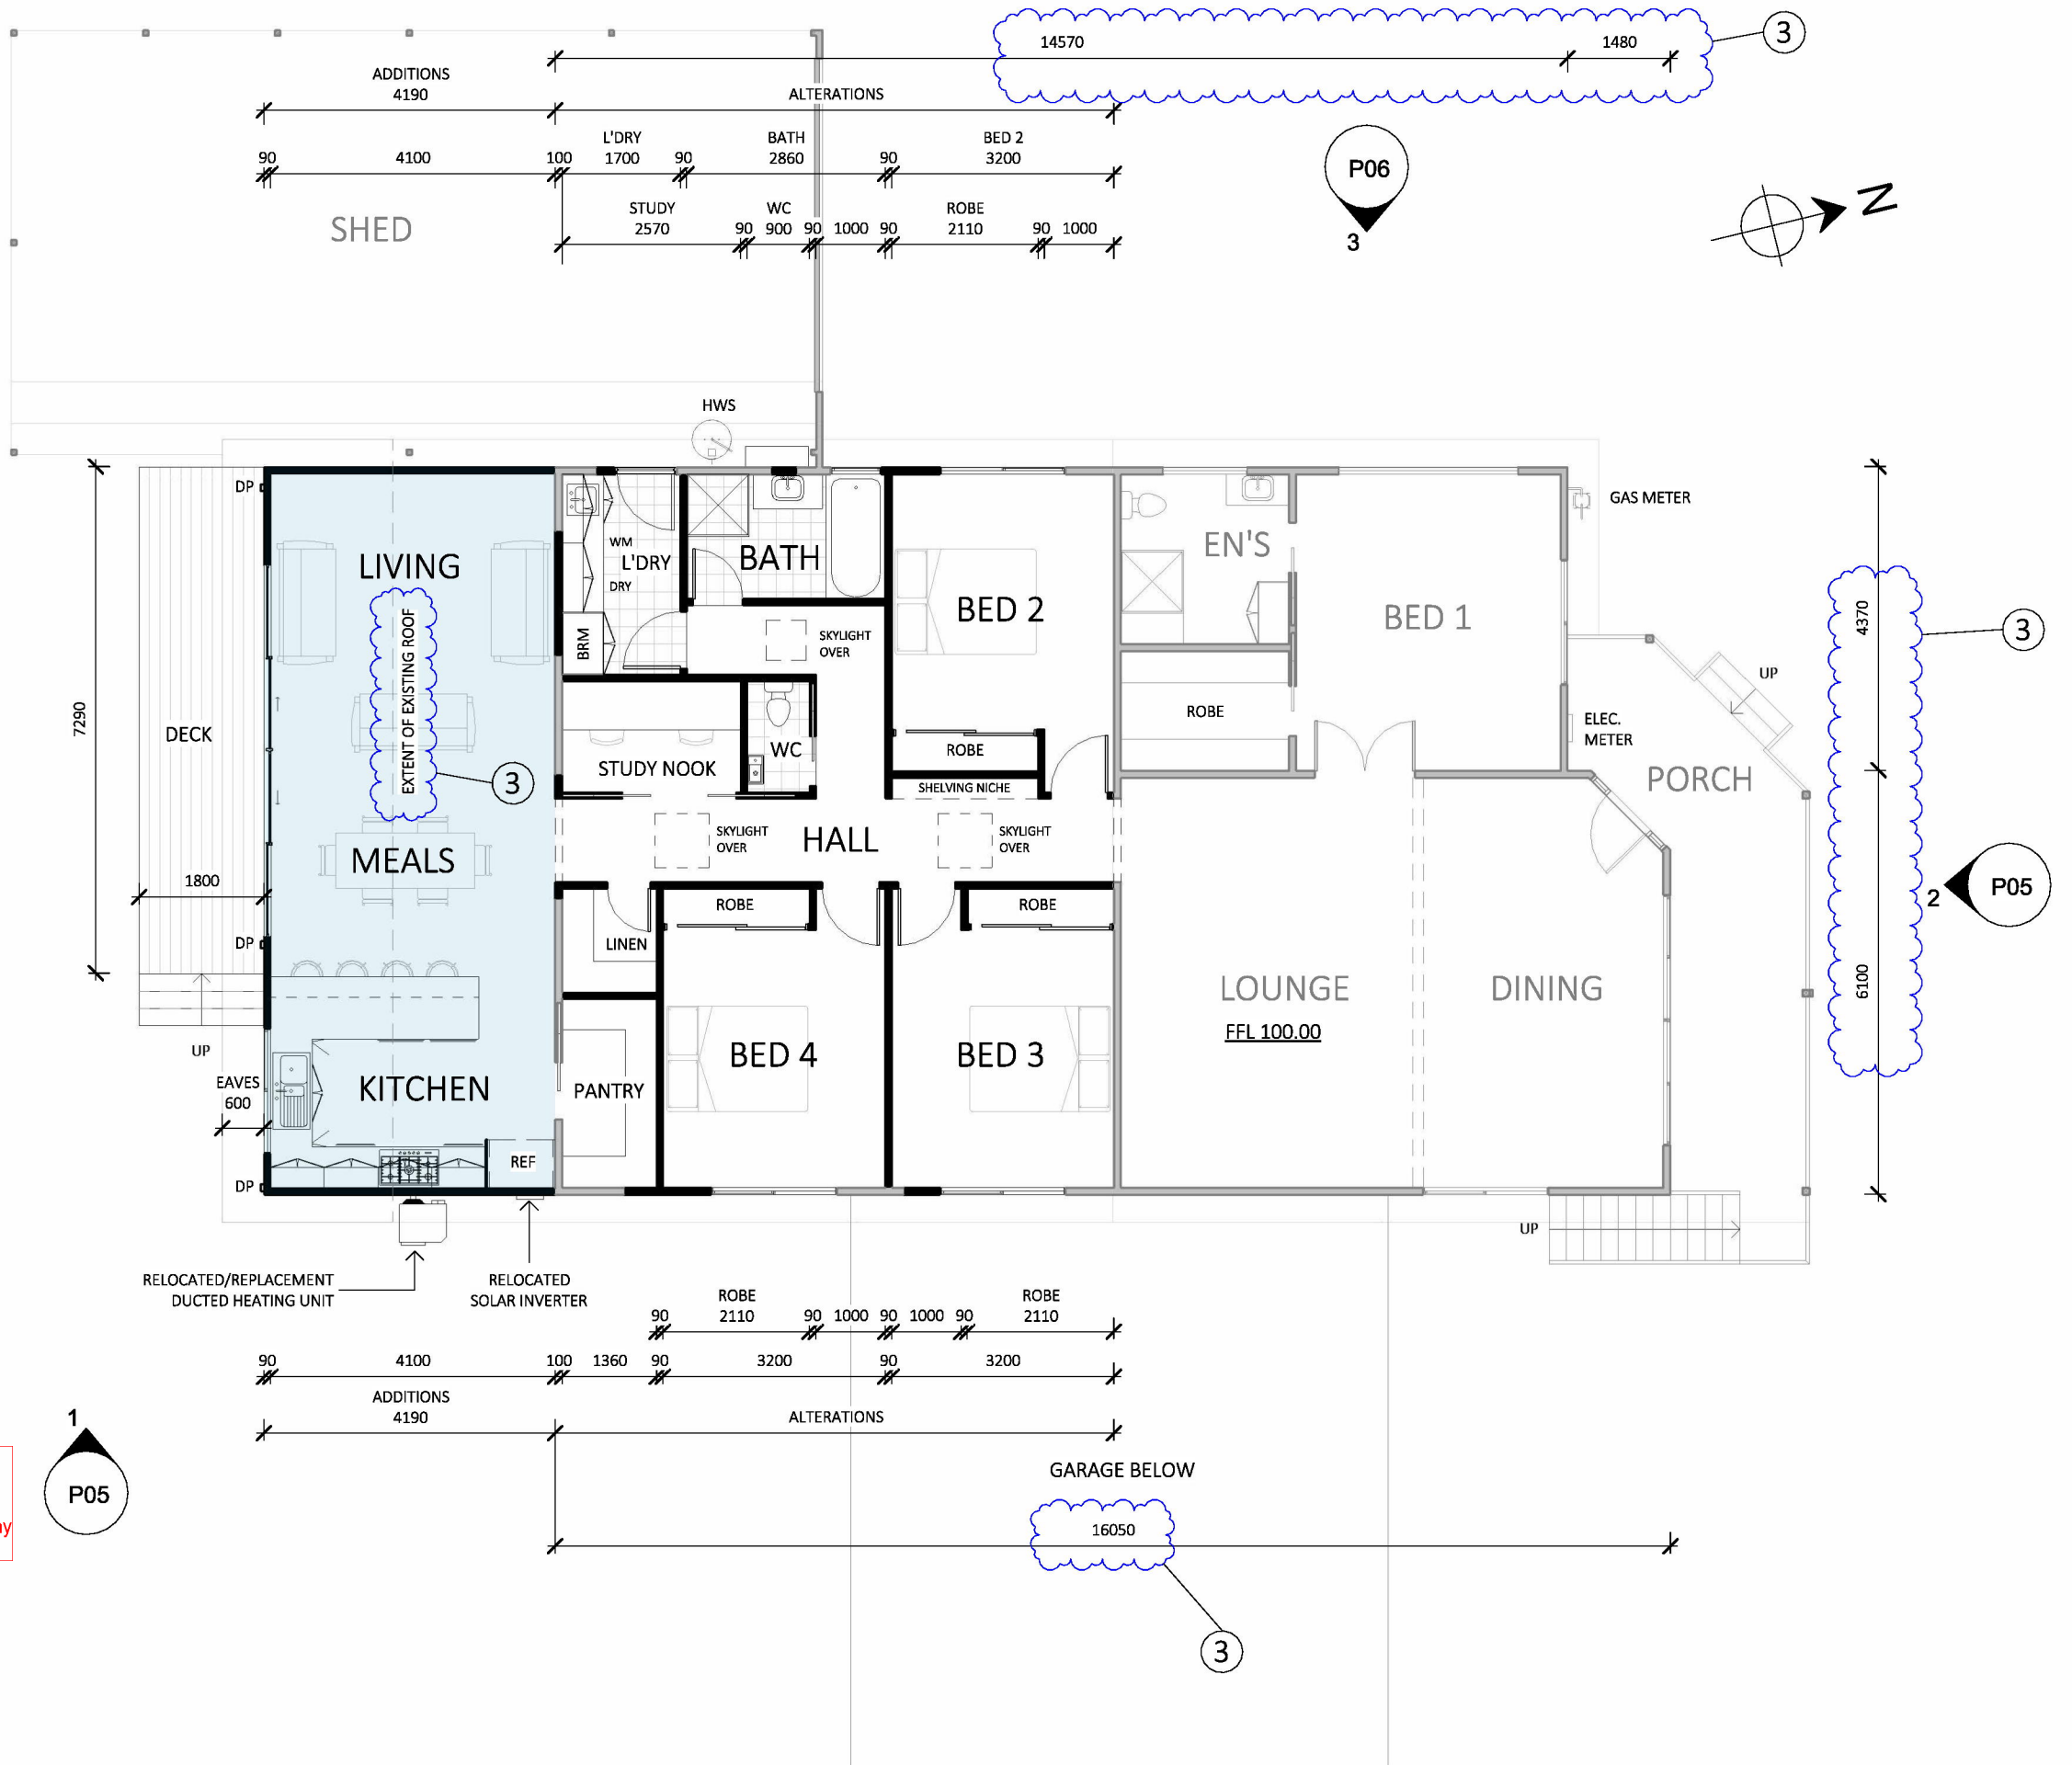 14570
1480
3
ADDITIONS
4190
ALTERATIONS
L'DRY
BATH
BED 2
90
4100
100
1700
90
2860
90
3200
P06
3
N
SHED
STUDY
WC
ROBE
2570
90
900
90
1000
90
2110
90
1000
HWS
DP
GAS METER
LIVING
WM
L'DRY
DRY
BATH
EN'S
BED 2
BED 1
4370
3
EXTENT OF EXISTING ROOF
BRM
SKYLIGHT
OVER
UP
7290
DECK
STUDY NOOK
WC
ROBE
ROBE
ELEC.
METER
3
SHELVING NICHE
PORCH
MEALS
SKYLIGHT
OVER
HALL
SKYLIGHT
OVER
1800
2
P05
ROBE
ROBE
DP
LINEN
6100
LOUNGE
DINING
FFL 100.00
UP
BED 4
BED 3
EAVES
600
KITCHEN
PANTRY
REF
DP
UP
RELOCATED/REPLACEMENT
DUCTED HEATING UNIT
RELOCATED
SOLAR INVERTER
ROBE
ROBE
90
2110
90
1000
90
1000
90
2110
90
4100
100
1360
90
3200
90
3200
ADDITIONS
4190
ALTERATIONS
1
P05
GARAGE BELOW
16050
3